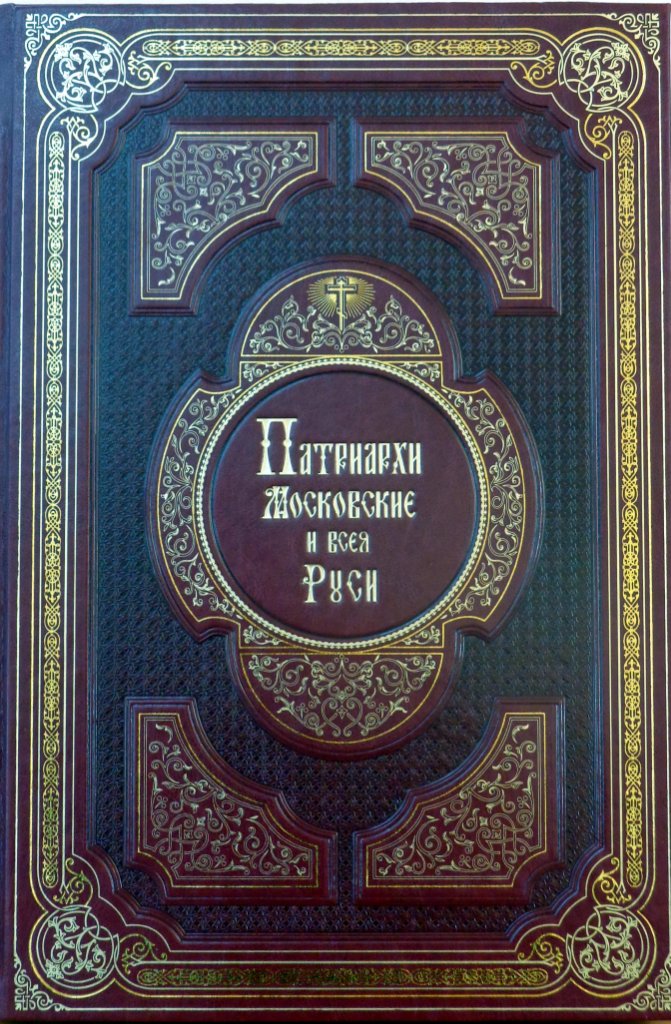 Патриархи
Московские
и всея
Руси